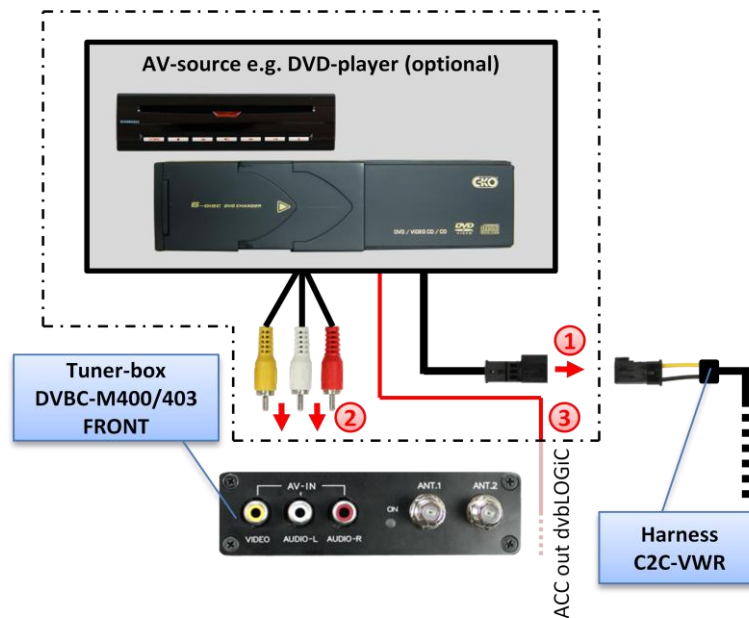 AV-source e.g. DVD-player (optional)
6-DISC DVD CHANGER
DVD / VIDEO CD / CD
DVD
VIDEO
1
2
3
Tuner-box
DVBC-M400/403
FRONT
AV-IN
VIDEO
AUDIO-L
AUDIO-R
ON
ANT.1
ANT.2
ACC out dvbLOGiC
Harness
C2C-VWR